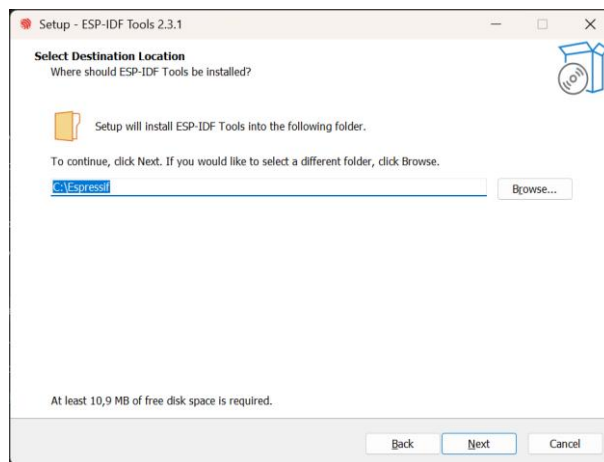 Setup - ESP-IDF Tools 2.3.1
Select Destination Location
Where should ESP-IDF Tools be installed?
Setup will install ESP-IDF Tools into the following folder.
To continue, click Next. If you would like to select a different folder, click Browse.
C:\Espressif
Browse...
At least 10,9 MB of free disk space is required.
Back
Next
Cancel